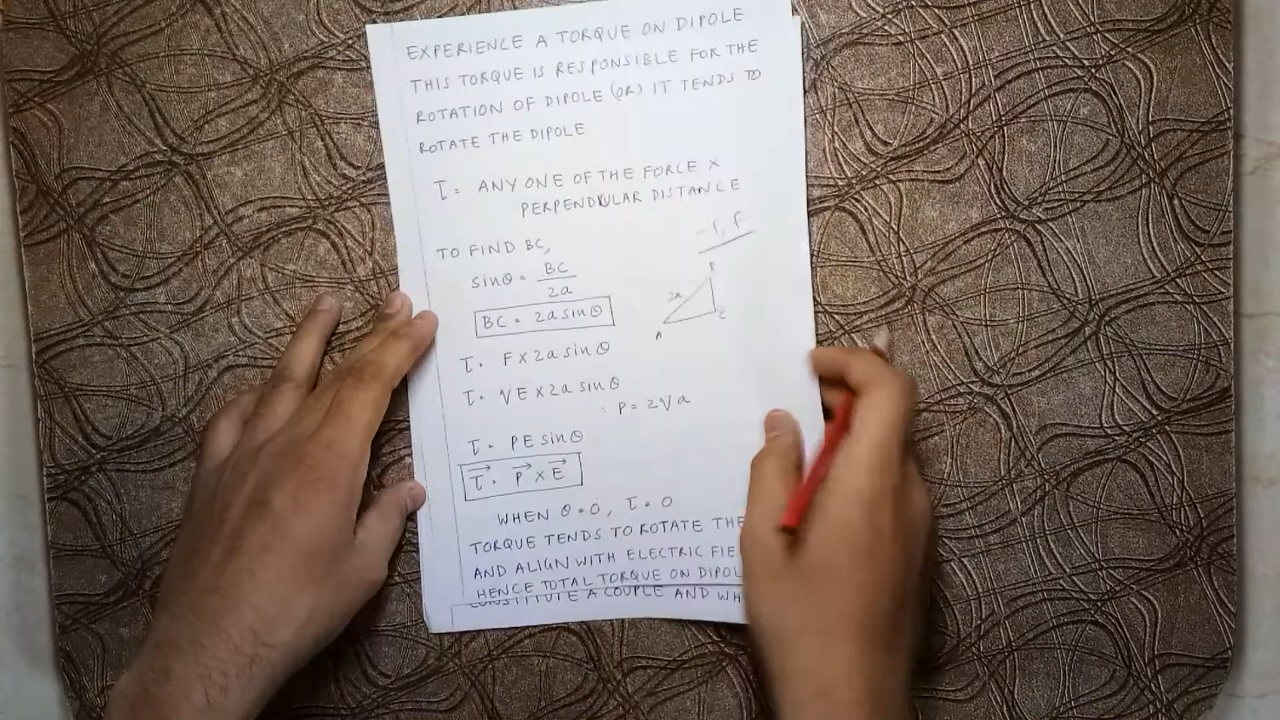 EXPERIENCE A TORQUE ON DIPOLE
THIS TORQUE IS RESPONSIBLE FOR THE
ROTATION OF DIPOLE (OR) IT TENDS TO
ROTATE THE DIPOLE
τ = ANY ONE OF THE FORCE ×
PERPENDICULAR DISTANCE
TO FIND BC,
sinθ = BC
2a
BC = 2a sinθ
B
2a
C
A
τ = F × 2a sinθ
τ = qE × 2a sinθ
∵ P = 2qa
τ = PE sinθ
τ⃗ = P⃗ × E⃗
WHEN θ = 0, τ = 0
TORQUE TENDS TO ROTATE THE
AND ALIGN WITH ELECTRIC FIE
HENCE TOTAL TORQUE ON DIPOL
CONSTITUTE A COUPLE AND WH